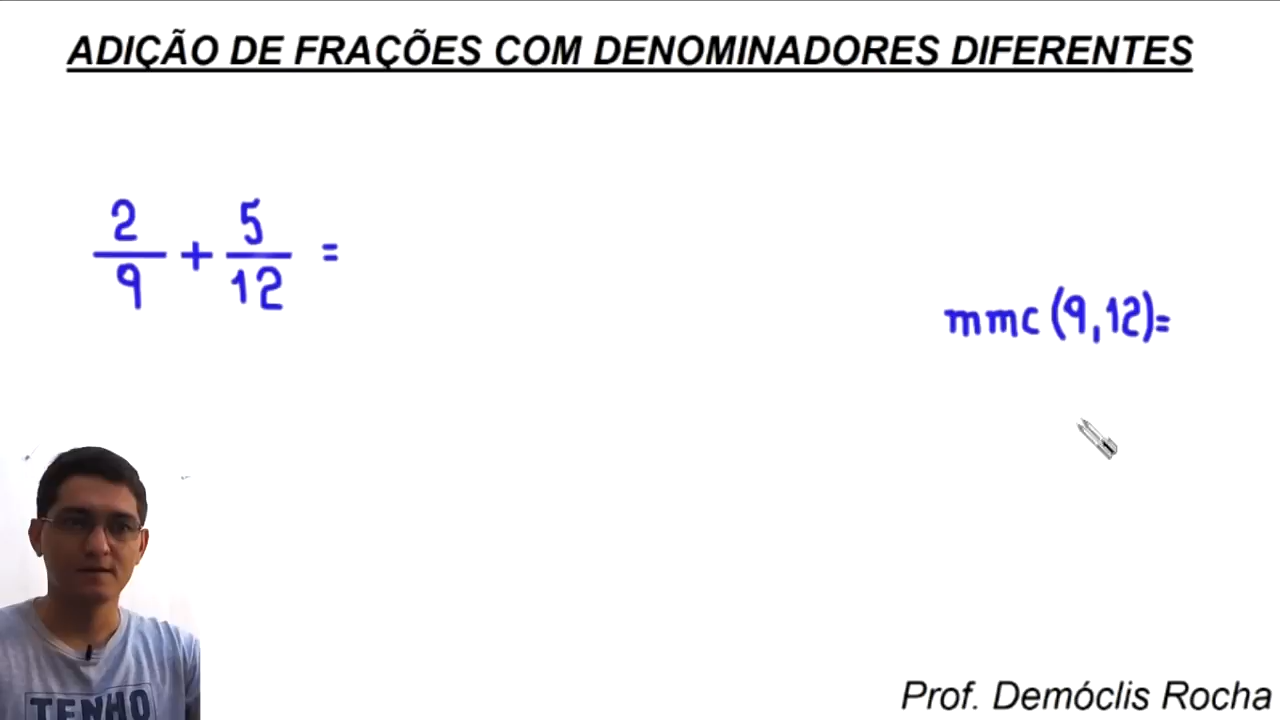 ADIÇÃO DE FRAÇÕES COM DENOMINADORES DIFERENTES
2/9 + 5/12 =
mmc (9,12)=
TENHO
Prof. Demóclis Rocha